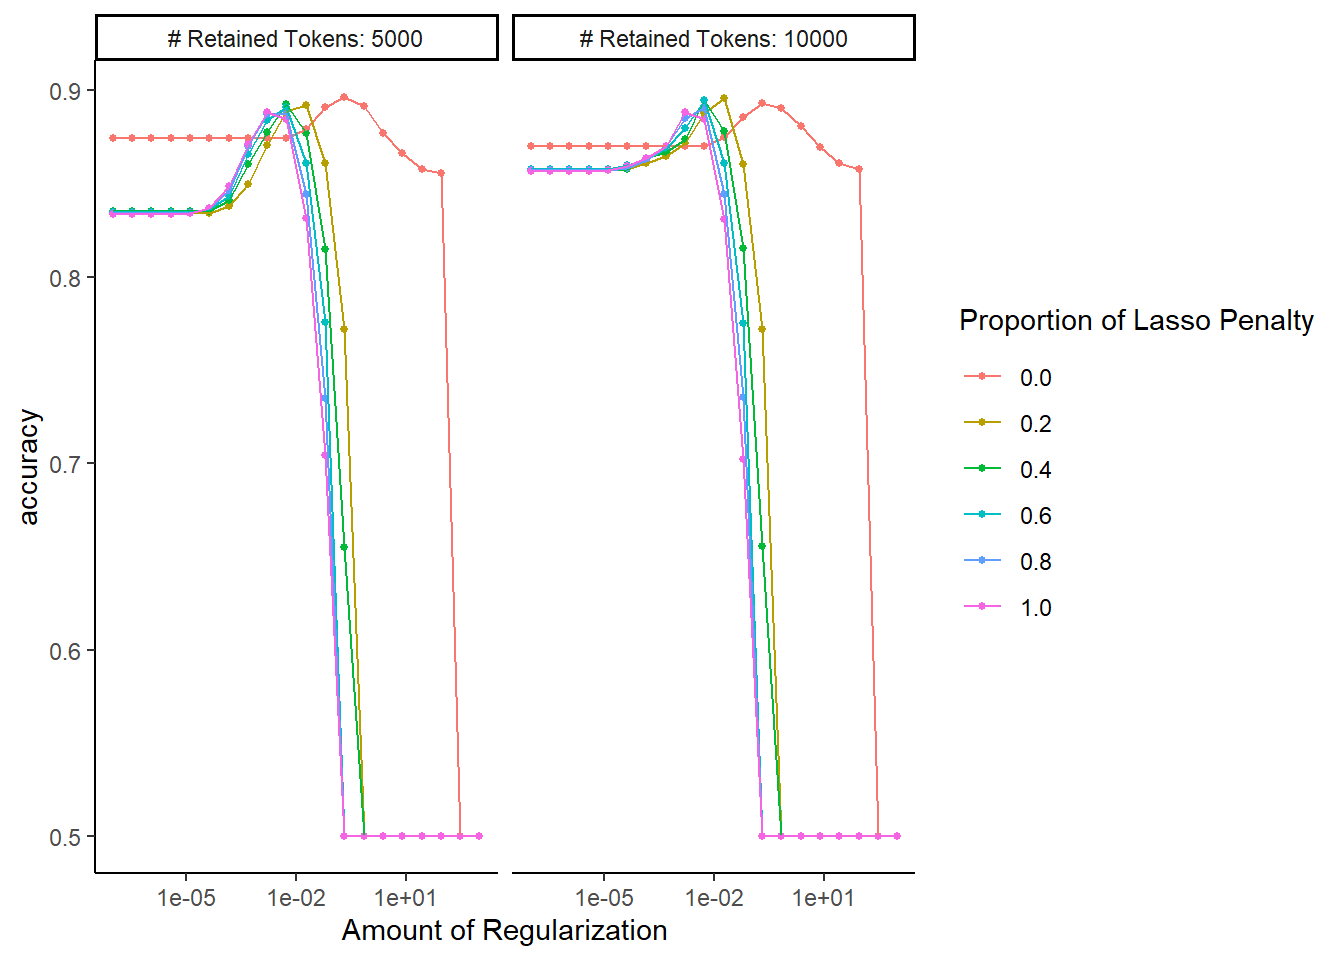 # Retained Tokens: 5000
# Retained Tokens: 10000
0.9
0.8
0.7
0.6
0.5
accuracy
1e-05
1e-02
1e+01
1e-05
1e-02
1e+01
Amount of Regularization
Proportion of Lasso Penalty
0.0
0.2
0.4
0.6
0.8
1.0